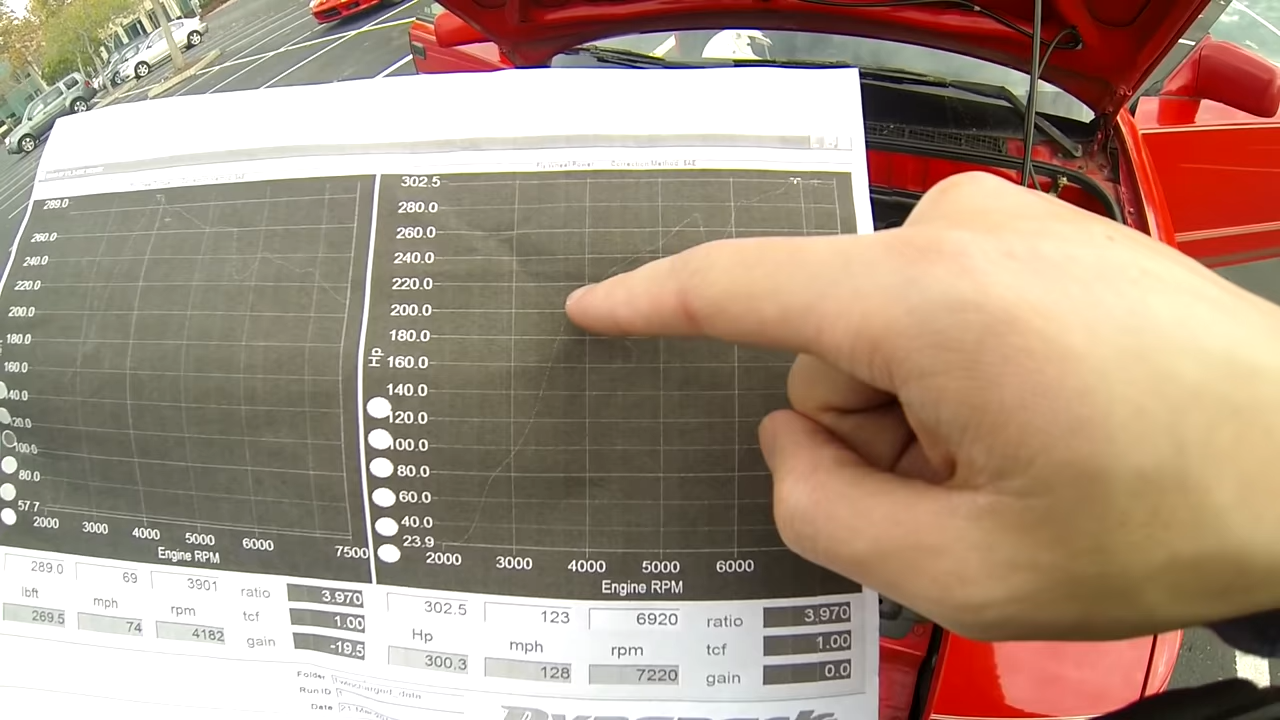 Flywheel Power Correction Method: SAE
289.0
260.0
240.0
220.0
200.0
180.0
160.0
140.0
120.0
100.0
80.0
57.7
2000 3000 4000 5000 6000 7500
Engine RPM
302.5
280.0
260.0
240.0
220.0
200.0
180.0
160.0
140.0
120.0
100.0
80.0
60.0
40.0
23.9
Hp
2000 3000 4000 5000 6000
Engine RPM
289.0 69 3901 ratio 3.970
lbft mph rpm tcf 1.00
269.5 74 4182 gain -19.5
302.5 123 6920 ratio 3.970
Hp mph rpm tcf 1.00
300,3 128 7220 gain 0.0
Folder
Run ID 1
Date